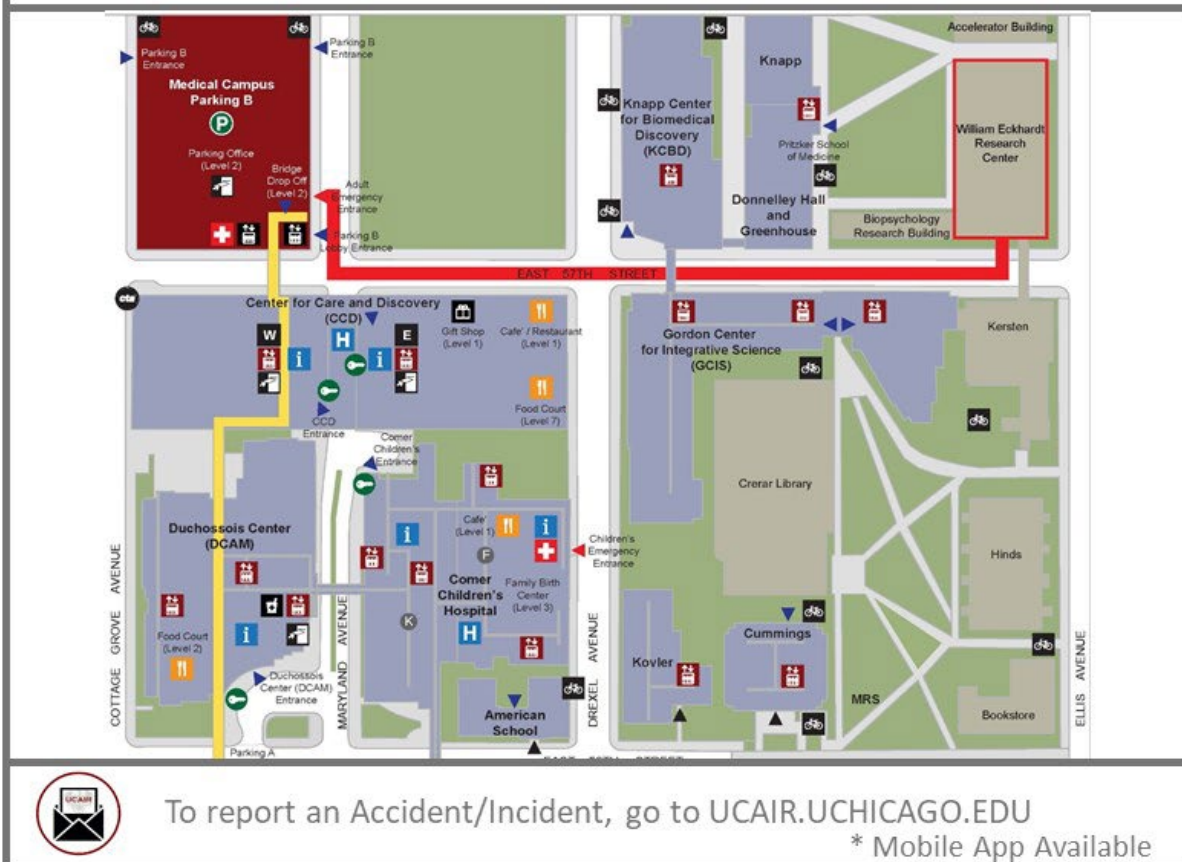 Accelerator Building
Parking B
Entrance
Parking B
Entrance
Medical Campus
Parking B
P
Parking Office
(Level 2)
Bridge
Drop Off
(Level 2)
Adult
Emergency
Entrance
Parking B
Lobby Entrance
Knapp
Knapp Center
for Biomedical
Discovery
(KCBD)
Pritzker School
of Medicine
Donnelley Hall
and
Greenhouse
William Eckhardt
Research
Center
Biopsychology
Research Building
EAST 57TH STREET
cta
Center for Care and Discovery
(CCD)
W
i
H
i
E
Gift Shop
(Level 1)
Cafe' / Restaurant
(Level 1)
Food Court
(Level 7)
CCD
Entrance
Comer
Children's
Entrance
Gordon Center
for Integrative Science
(GCIS)
Kersten
Crerar Library
Hinds
Duchossois Center
(DCAM)
i
Cafe'
(Level 1)
i
F
Children's
Emergency
Entrance
Family Birth
Center
(Level 3)
Comer
Children's
Hospital
K
H
Food Court
(Level 2)
i
Duchossois
Center (DCAM)
Entrance
American
School
Kovler
Cummings
MRS
Bookstore
COTTAGE GROVE AVENUE
MARYLAND AVENUE
DREXEL AVENUE
ELLIS AVENUE
Parking A
UCAIR
To report an Accident/Incident, go to UCAIR.UCHICAGO.EDU
* Mobile App Available